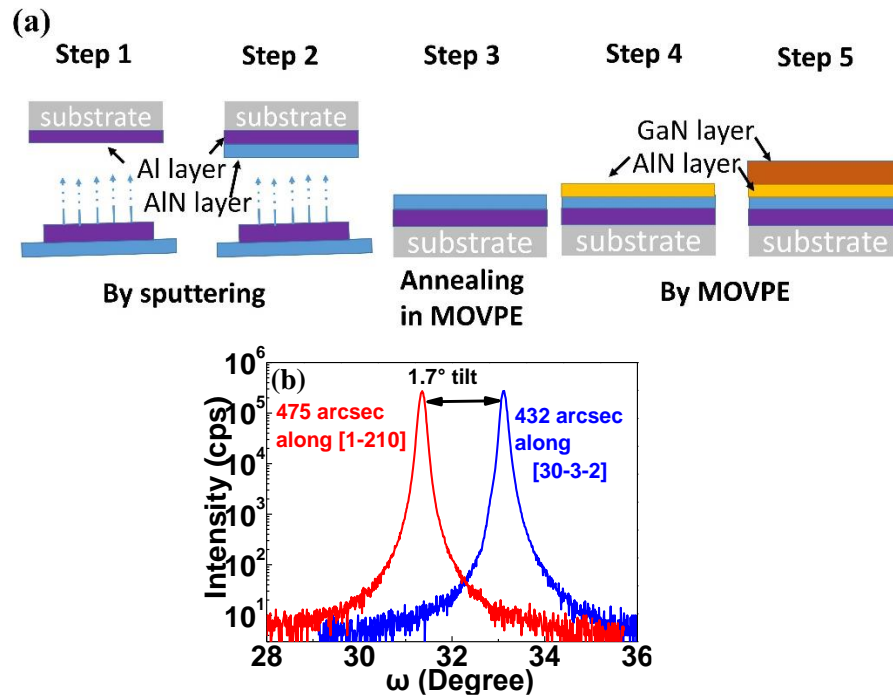 (a)
Step 1 Step 2 Step 3 Step 4 Step 5
substrate substrate
GaN layer
Al layer
AlN layer
AlN layer
substrate substrate substrate
By sputtering
Annealing
in MOVPE
By MOVPE
(b)
1.7° tilt
475 arcsec
along [1-210]
432 arcsec
along
[30-3-2]
Intensity (cps)
10⁶
10⁵
10⁴
10³
10²
10¹
28 30 32 34 36
ω (Degree)